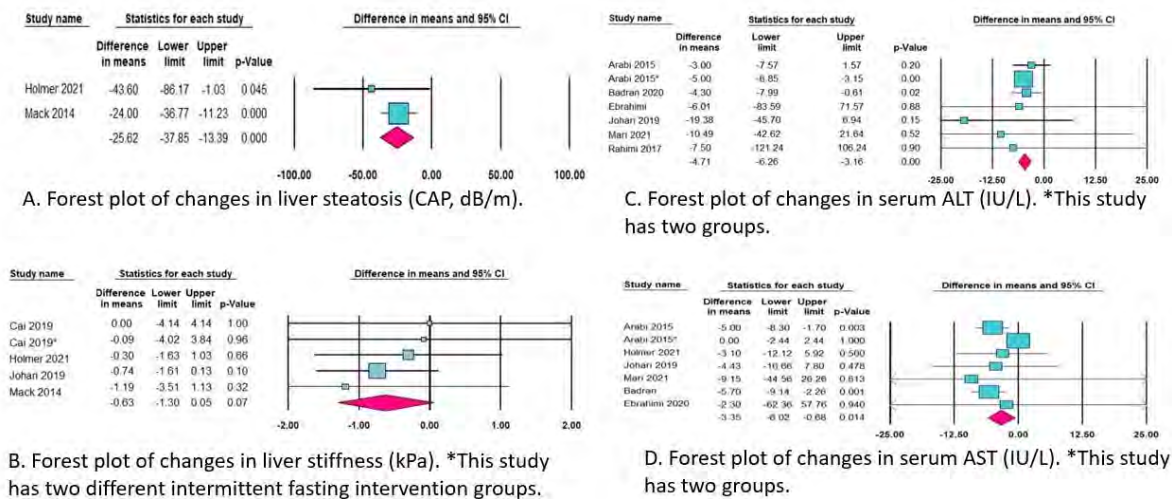 Study name Statistics for each study Difference in means and 95% CI
Difference in means Lower limit Upper limit p-Value
Holmer 2021 -43.60 -86.17 -1.03 0.045
Mack 2014 -24.00 -36.77 -11.23 0.000
-25.62 -37.85 -13.39 0.000
-100.00 -50.00 0.00 50.00 100.00
A. Forest plot of changes in liver steatosis (CAP, dB/m).
Study name Statistics for each study Difference in means and 95% CI
Difference in means Lower limit Upper limit p-Value
Cai 2019 0.00 -4.14 4.14 1.00
Cai 2019* -0.09 -4.02 3.84 0.96
Holmer 2021 -0.30 -1.63 1.03 0.66
Johari 2019 -0.74 -1.61 0.13 0.10
Mack 2014 -1.19 -3.51 1.13 0.32
-0.63 -1.30 0.05 0.07
-2.00 -1.00 0.00 1.00 2.00
B. Forest plot of changes in liver stiffness (kPa). *This study
has two different intermittent fasting intervention groups.
Study name Statistics for each study Difference in means and 95% CI
Difference in means Lower limit Upper limit p-Value
Arabi 2015 -3.00 -7.57 1.57 0.20
Arabi 2015* -5.00 -6.85 -3.15 0.00
Badran 2020 -4.30 -7.99 -0.61 0.02
Ebrahimi -6.01 -83.59 71.57 0.88
Johari 2019 -19.38 -45.70 6.94 0.15
Mari 2021 -10.49 -42.62 21.64 0.52
Rahimi 2017 -7.50 -121.24 106.24 0.90
-4.71 -6.26 -3.16 0.00
-25.00 -12.50 0.00 12.50 25.00
C. Forest plot of changes in serum ALT (IU/L). *This study
has two groups.
Study name Statistics for each study Difference in means and 95% CI
Difference in means Lower limit Upper limit p-Value
Arabi 2015 -5.00 -8.30 -1.70 0.003
Arabi 2015* 0.00 -2.44 2.44 1.000
Holmer 2021 -3.10 -12.12 5.92 0.500
Johari 2019 -4.43 -16.66 7.80 0.478
Mari 2021 -9.15 -44.56 26.26 0.613
Badran -5.70 -9.14 -2.26 0.001
Ebrahimi 2020 -2.30 -62.36 57.76 0.940
-3.35 -6.02 -0.68 0.014
-25.00 -12.50 0.00 12.50 25.00
D. Forest plot of changes in serum AST (IU/L). *This study
has two groups.